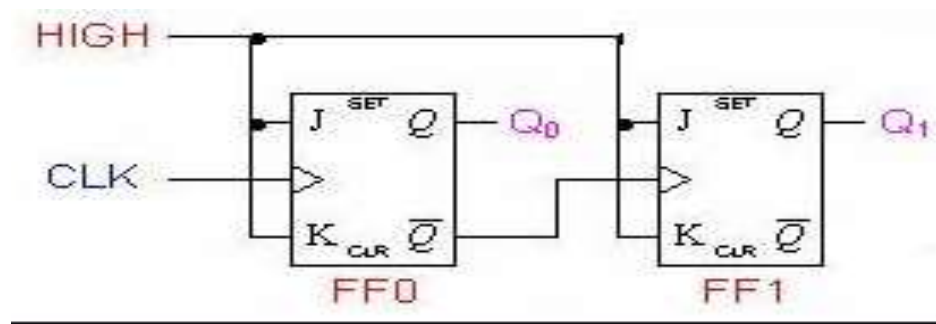 HIGH
SET SET
J Q Q₀ J Q Q₁
CLK
K CLR Q̅ K CLR Q̅
FF0 FF1